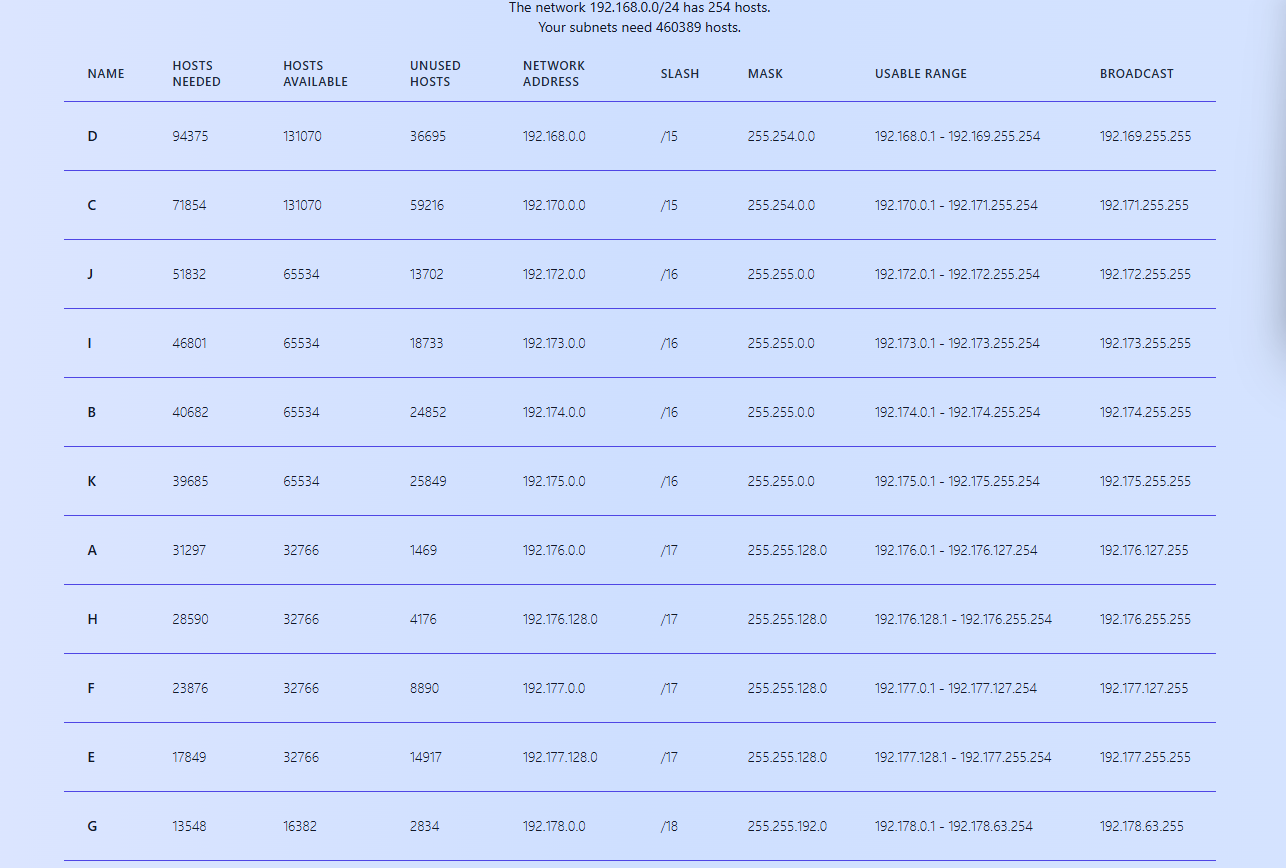 The network 192.168.0.0/24 has 254 hosts.
Your subnets need 460389 hosts.
NAME HOSTS NEEDED HOSTS AVAILABLE UNUSED HOSTS NETWORK ADDRESS SLASH MASK USABLE RANGE BROADCAST
D 94375 131070 36695 192.168.0.0 /15 255.254.0.0 192.168.0.1 - 192.169.255.254 192.169.255.255
C 71854 131070 59216 192.170.0.0 /15 255.254.0.0 192.170.0.1 - 192.171.255.254 192.171.255.255
J 51832 65534 13702 192.172.0.0 /16 255.255.0.0 192.172.0.1 - 192.172.255.254 192.172.255.255
I 46801 65534 18733 192.173.0.0 /16 255.255.0.0 192.173.0.1 - 192.173.255.254 192.173.255.255
B 40682 65534 24852 192.174.0.0 /16 255.255.0.0 192.174.0.1 - 192.174.255.254 192.174.255.255
K 39685 65534 25849 192.175.0.0 /16 255.255.0.0 192.175.0.1 - 192.175.255.254 192.175.255.255
A 31297 32766 1469 192.176.0.0 /17 255.255.128.0 192.176.0.1 - 192.176.127.254 192.176.127.255
H 28590 32766 4176 192.176.128.0 /17 255.255.128.0 192.176.128.1 - 192.176.255.254 192.176.255.255
F 23876 32766 8890 192.177.0.0 /17 255.255.128.0 192.177.0.1 - 192.177.127.254 192.177.127.255
E 17849 32766 14917 192.177.128.0 /17 255.255.128.0 192.177.128.1 - 192.177.255.254 192.177.255.255
G 13548 16382 2834 192.178.0.0 /18 255.255.192.0 192.178.0.1 - 192.178.63.254 192.178.63.255